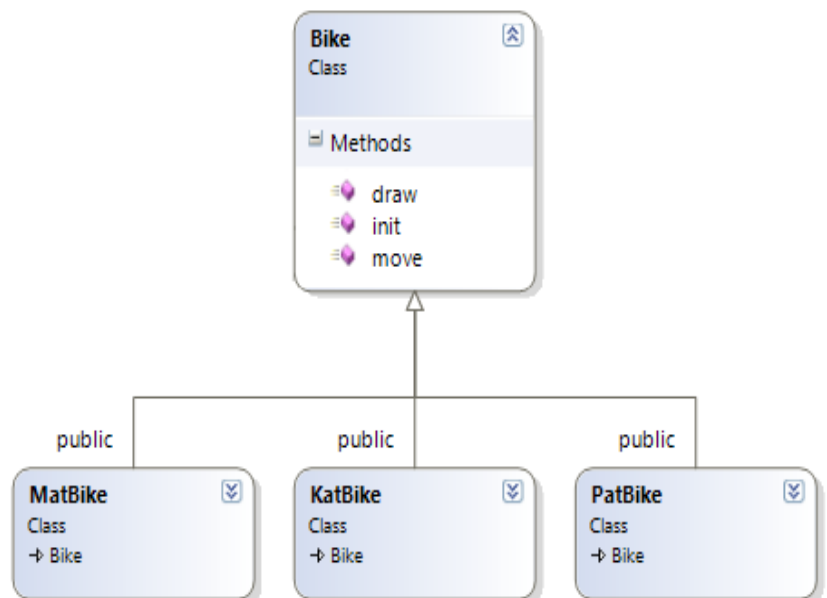 Bike
Class
Methods
draw
init
move
public
public
public
MatBike
Class
Bike
KatBike
Class
Bike
PatBike
Class
Bike